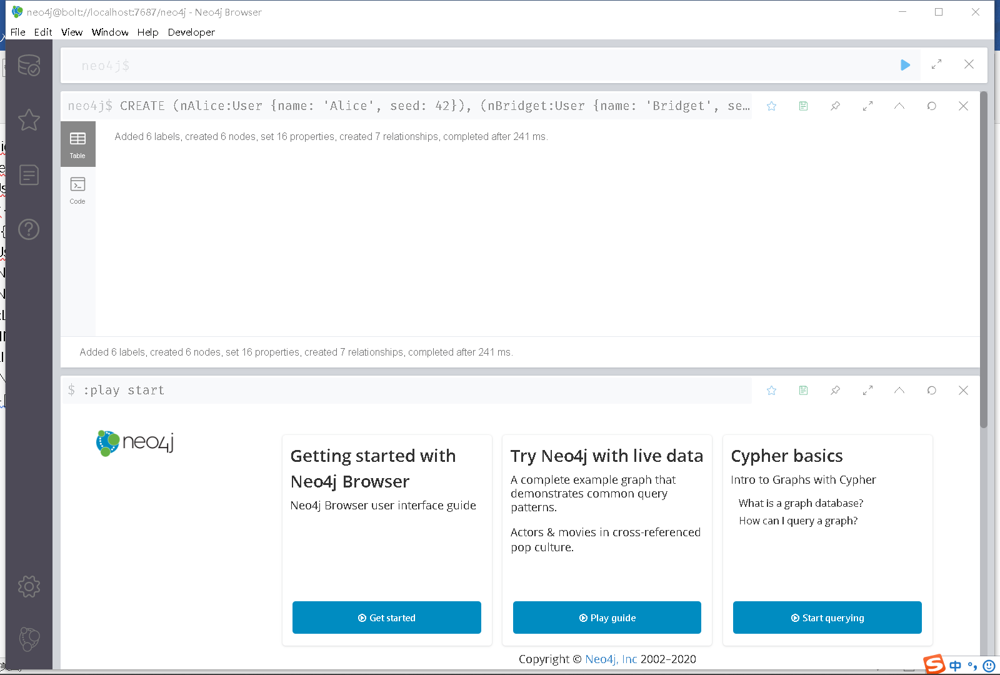 neo4j@bolt://localhost:7687/neo4j - Neo4j Browser
File Edit View Window Help Developer
neo4j$
neo4j$ CREATE (nAlice:User {name: 'Alice', seed: 42}), (nBridget:User {name: 'Bridget', se…
Table
Added 6 labels, created 6 nodes, set 16 properties, created 7 relationships, completed after 241 ms.
Code
Added 6 labels, created 6 nodes, set 16 properties, created 7 relationships, completed after 241 ms.
$ :play start
neo4j
Getting started with
Neo4j Browser
Neo4j Browser user interface guide
Get started
Try Neo4j with live data
A complete example graph that
demonstrates common query
patterns.
Actors & movies in cross-referenced
pop culture.
Play guide
Cypher basics
Intro to Graphs with Cypher
What is a graph database?
How can I query a graph?
Start querying
Copyright © Neo4j, Inc 2002–2020
中